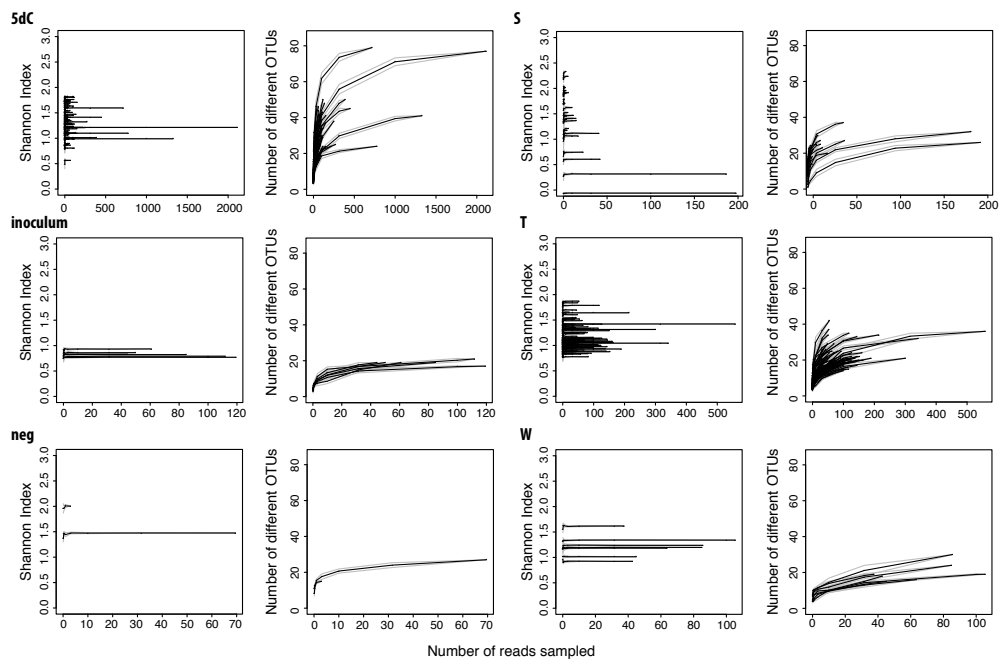 5dC
Shannon Index
0.0 0.5 1.0 1.5 2.0 2.5 3.0
0 500 1000 1500 2000
Number of different OTUs
0 20 40 60 80
0 500 1000 1500 2000
S
Shannon Index
0.0 0.5 1.0 1.5 2.0 2.5 3.0
0 50 100 150 200
Number of different OTUs
0 20 40 60 80
0 50 100 150 200
inoculum
Shannon Index
0.0 0.5 1.0 1.5 2.0 2.5 3.0
0 20 40 60 80 100 120
Number of different OTUs
0 20 40 60 80
0 20 40 60 80 100 120
T
Shannon Index
0.0 0.5 1.0 1.5 2.0 2.5 3.0
0 100 200 300 400 500
Number of different OTUs
0 20 40 60 80
0 100 200 300 400 500
neg
Shannon Index
0.0 0.5 1.0 1.5 2.0 2.5 3.0
0 10 20 30 40 50 60 70
Number of different OTUs
0 20 40 60 80
0 10 20 30 40 50 60 70
W
Shannon Index
0.0 0.5 1.0 1.5 2.0 2.5 3.0
0 20 40 60 80 100
Number of different OTUs
0 20 40 60 80
0 20 40 60 80 100
Number of reads sampled